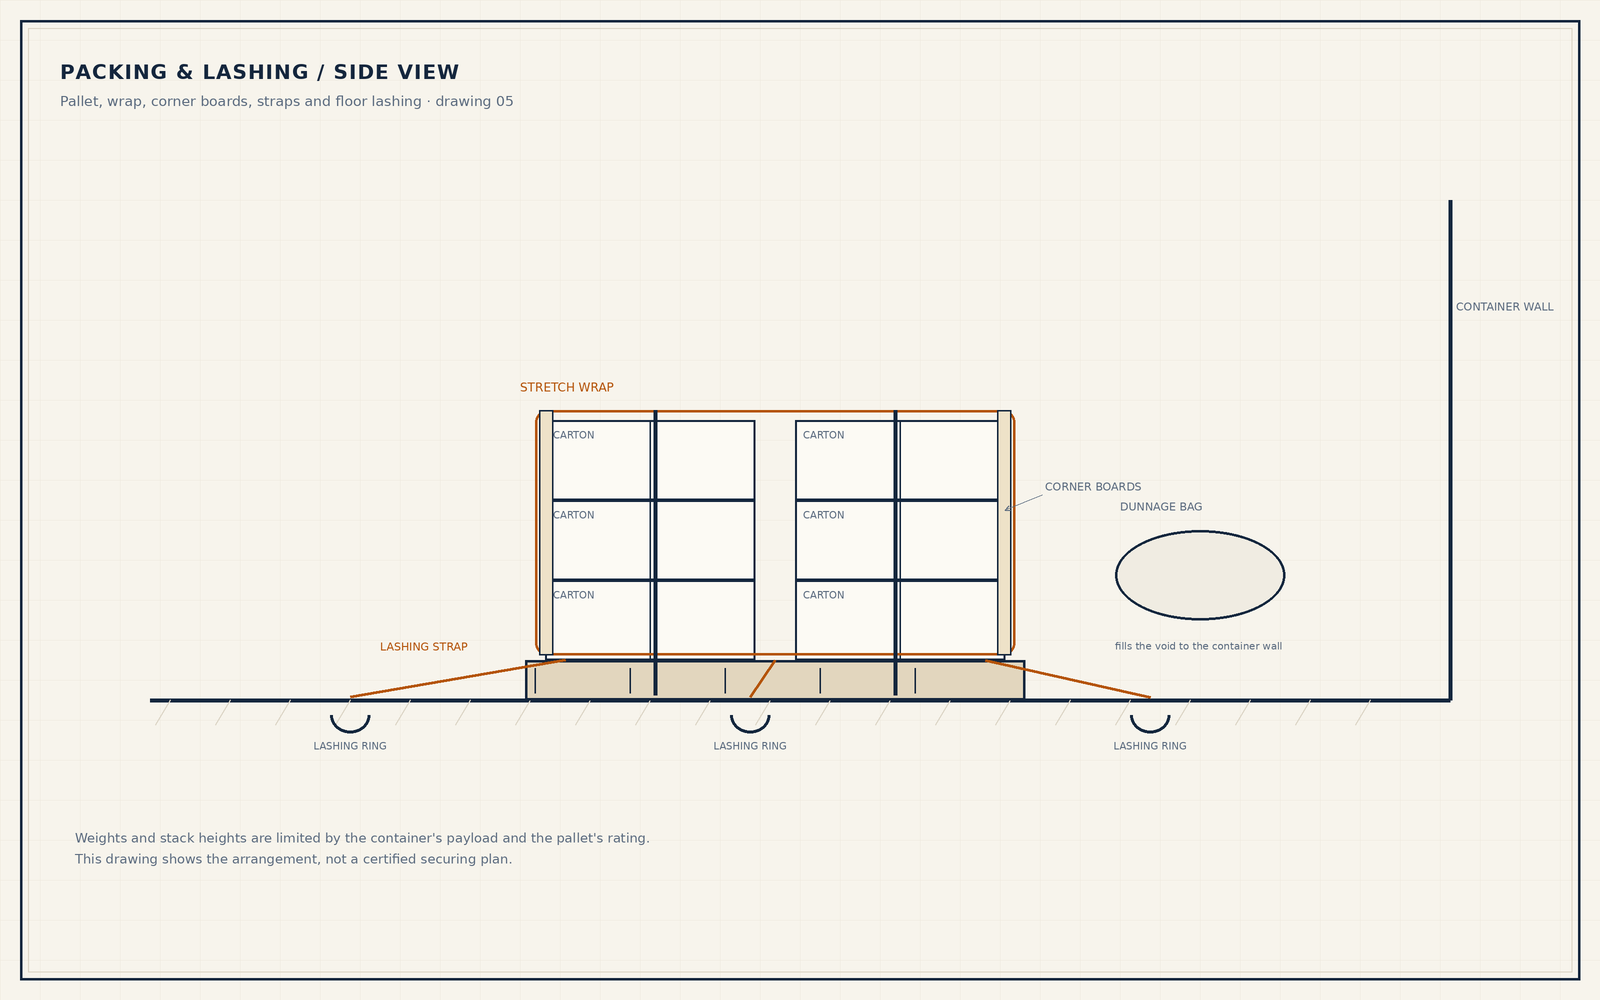 PACKING & LASHING / SIDE VIEW
Pallet, wrap, corner boards, straps and floor lashing · drawing 05
CONTAINER WALL
STRETCH WRAP
CARTON
CARTON
CORNER BOARDS
DUNNAGE BAG
CARTON
CARTON
CARTON
CARTON
LASHING STRAP
fills the void to the container wall
LASHING RING
LASHING RING
LASHING RING
Weights and stack heights are limited by the container's payload and the pallet's rating.
This drawing shows the arrangement, not a certified securing plan.